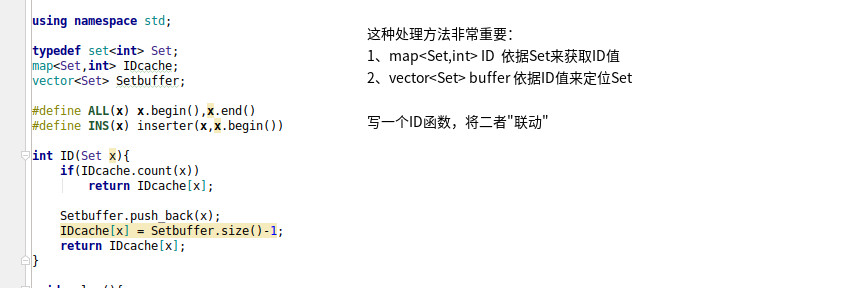 using namespace std;
typedef set<int> Set;
map<Set,int> IDcache;
vector<Set> Setbuffer;
#define ALL(x) x.begin(),x.end()
#define INS(x) inserter(x,x.begin())
int ID(Set x){
if(IDcache.count(x))
return IDcache[x];
Setbuffer.push_back(x);
IDcache[x] = Setbuffer.size()-1;
return IDcache[x];
}
这种处理方法非常重要：
1、map<Set,int> ID 依据Set来获取ID值
2、vector<Set> buffer 依据ID值来定位Set
写一个ID函数，将二者"联动"